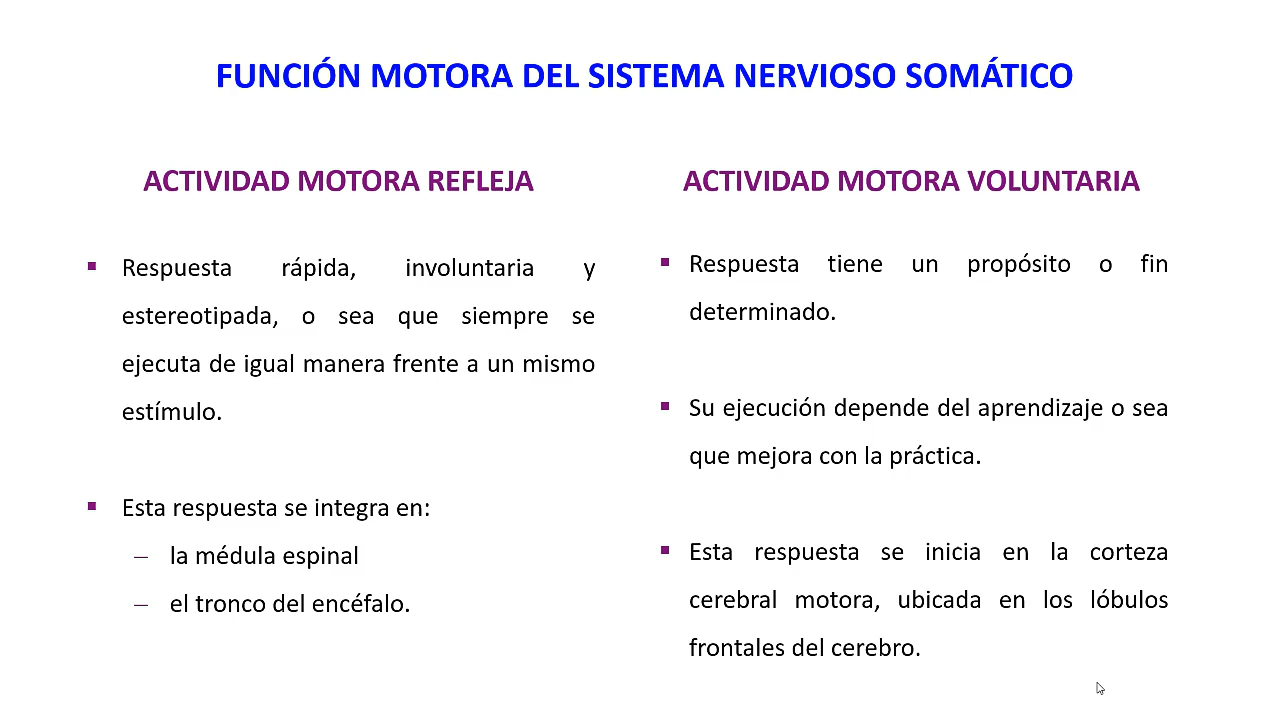 FUNCIÓN MOTORA DEL SISTEMA NERVIOSO SOMÁTICO
ACTIVIDAD MOTORA REFLEJA
▪ Respuesta rápida, involuntaria y
estereotipada, o sea que siempre se
ejecuta de igual manera frente a un mismo
estímulo.
▪ Esta respuesta se integra en:
– la médula espinal
– el tronco del encéfalo.
ACTIVIDAD MOTORA VOLUNTARIA
▪ Respuesta tiene un propósito o fin
determinado.
▪ Su ejecución depende del aprendizaje o sea
que mejora con la práctica.
▪ Esta respuesta se inicia en la corteza
cerebral motora, ubicada en los lóbulos
frontales del cerebro.